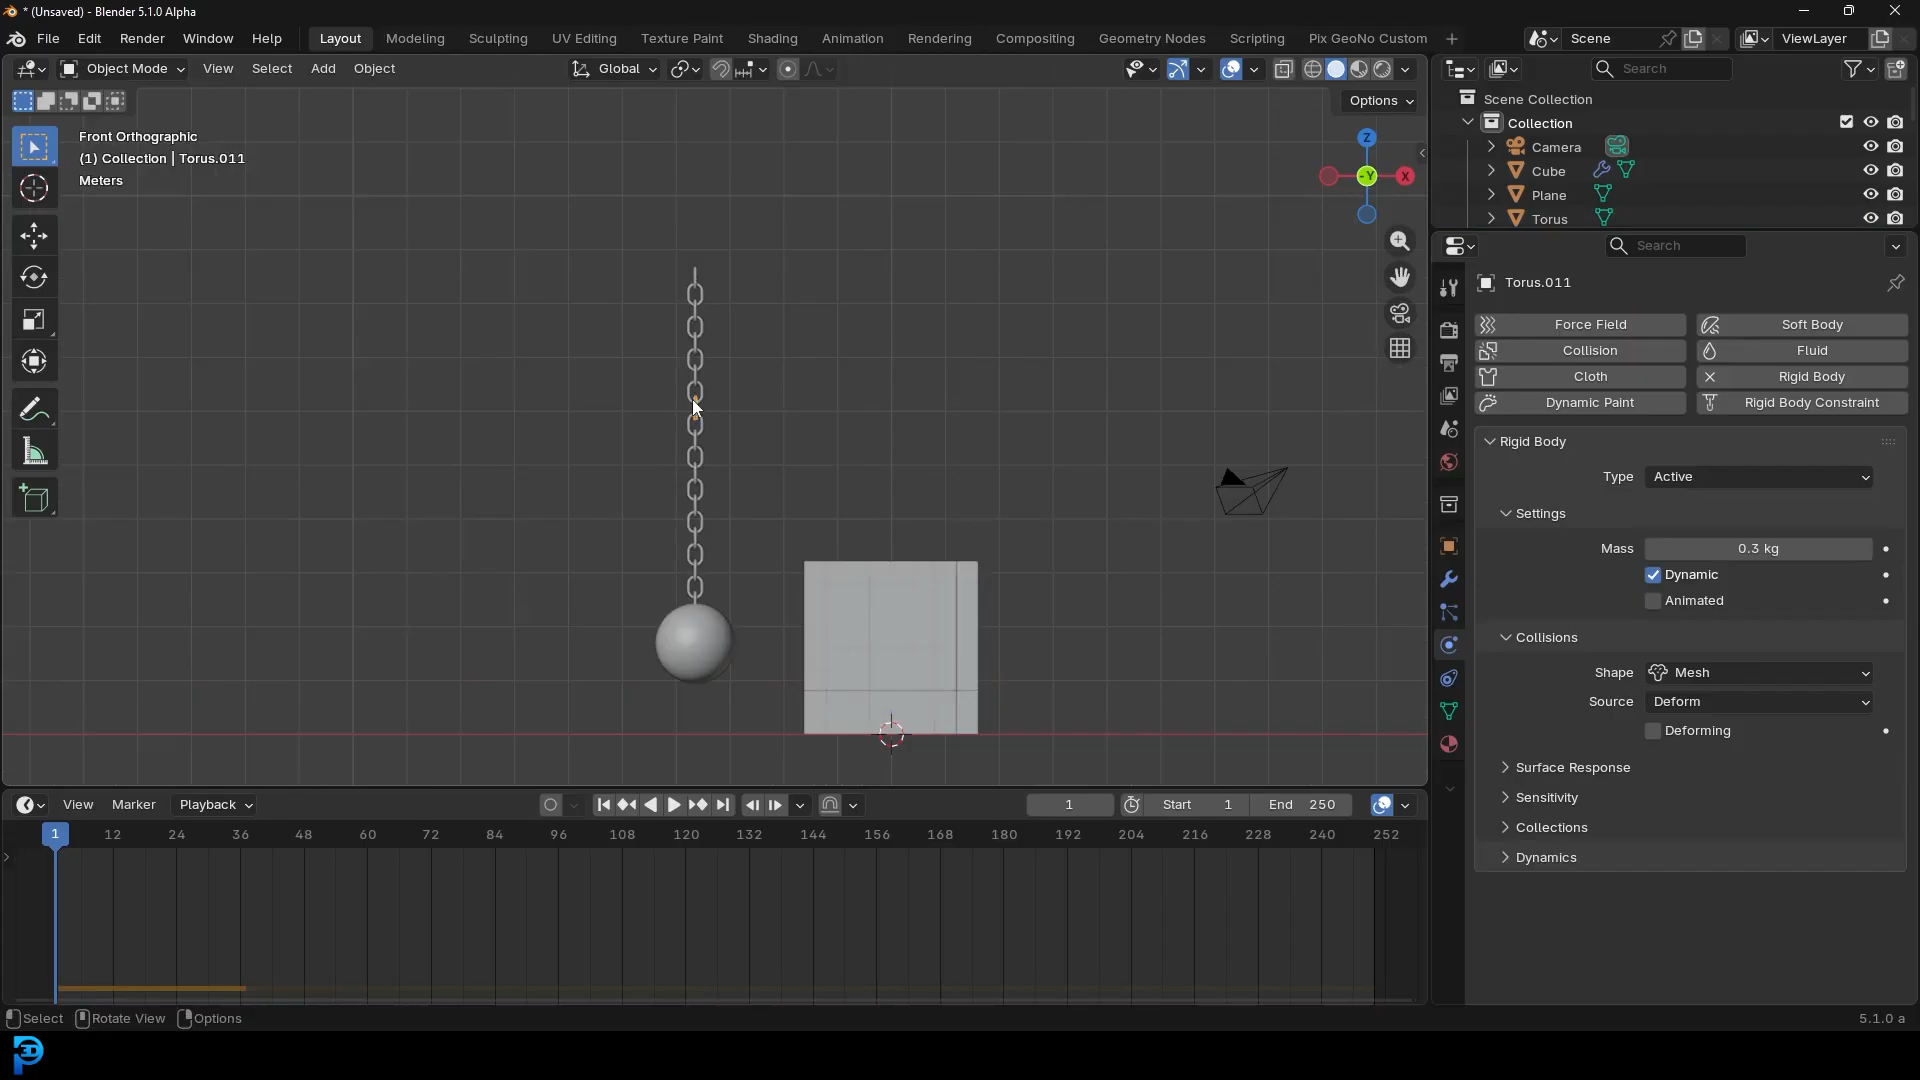 * (Unsaved) - Blender 5.1.0 Alpha
File Edit Render Window Help Layout Modeling Sculpting UV Editing Texture Paint Shading Animation Rendering Compositing Geometry Nodes Scripting Pix GeoNo Custom + Scene ViewLayer
Object Mode View Select Add Object Global Search
Options
Front Orthographic
(1) Collection | Torus.011
Meters
Z
-Y X
Scene Collection
Collection
Camera
Cube
Plane
Torus
Search
Torus.011
Force Field Soft Body
Collision Fluid
Cloth Rigid Body
Dynamic Paint Rigid Body Constraint
Rigid Body
Type Active
Settings
Mass 0.3 kg
Dynamic
Animated
Collisions
Shape Mesh
Source Deform
Deforming
Surface Response
Sensitivity
Collections
Dynamics
View Marker Playback 1 Start 1 End 250
1 12 24 36 48 60 72 84 96 108 120 132 144 156 168 180 192 204 216 228 240 252
Select Rotate View Options 5.1.0 a